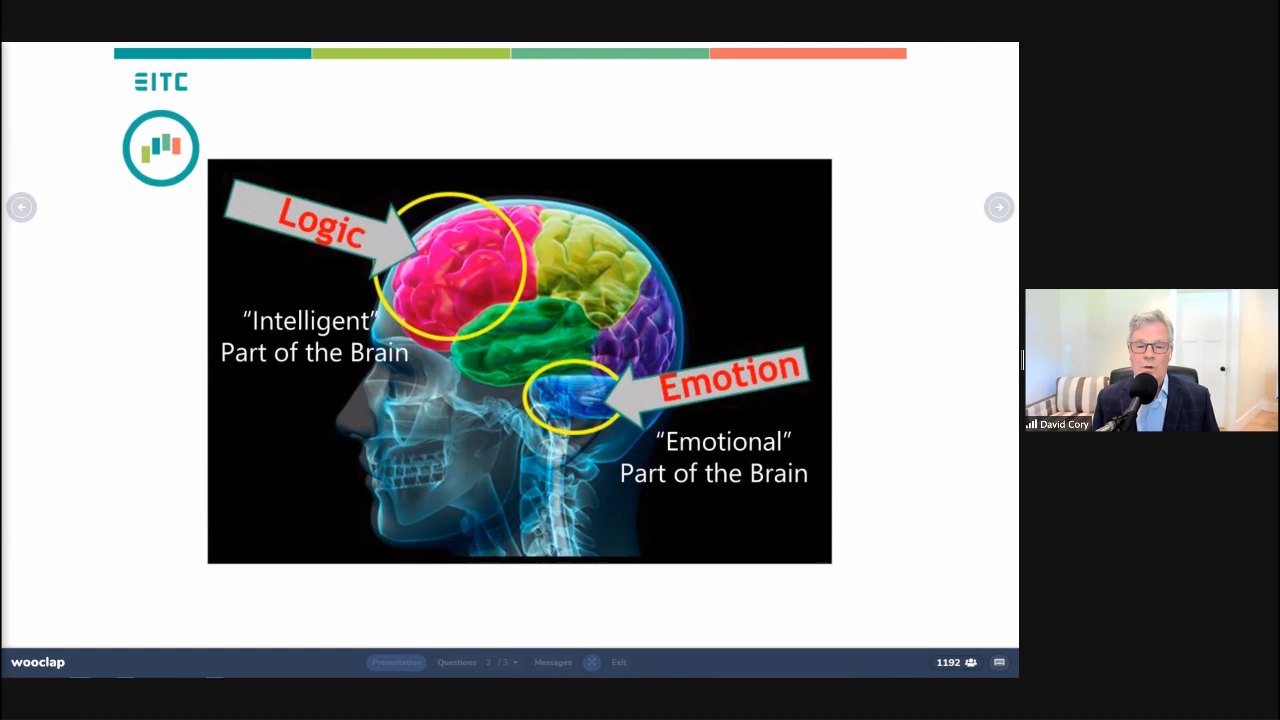 EITC
Logic
“Intelligent”
Part of the Brain
Emotion
“Emotional”
Part of the Brain
David Cory
wooclap
Presentation
Questions 2 / 3
Messages
Exit
1192